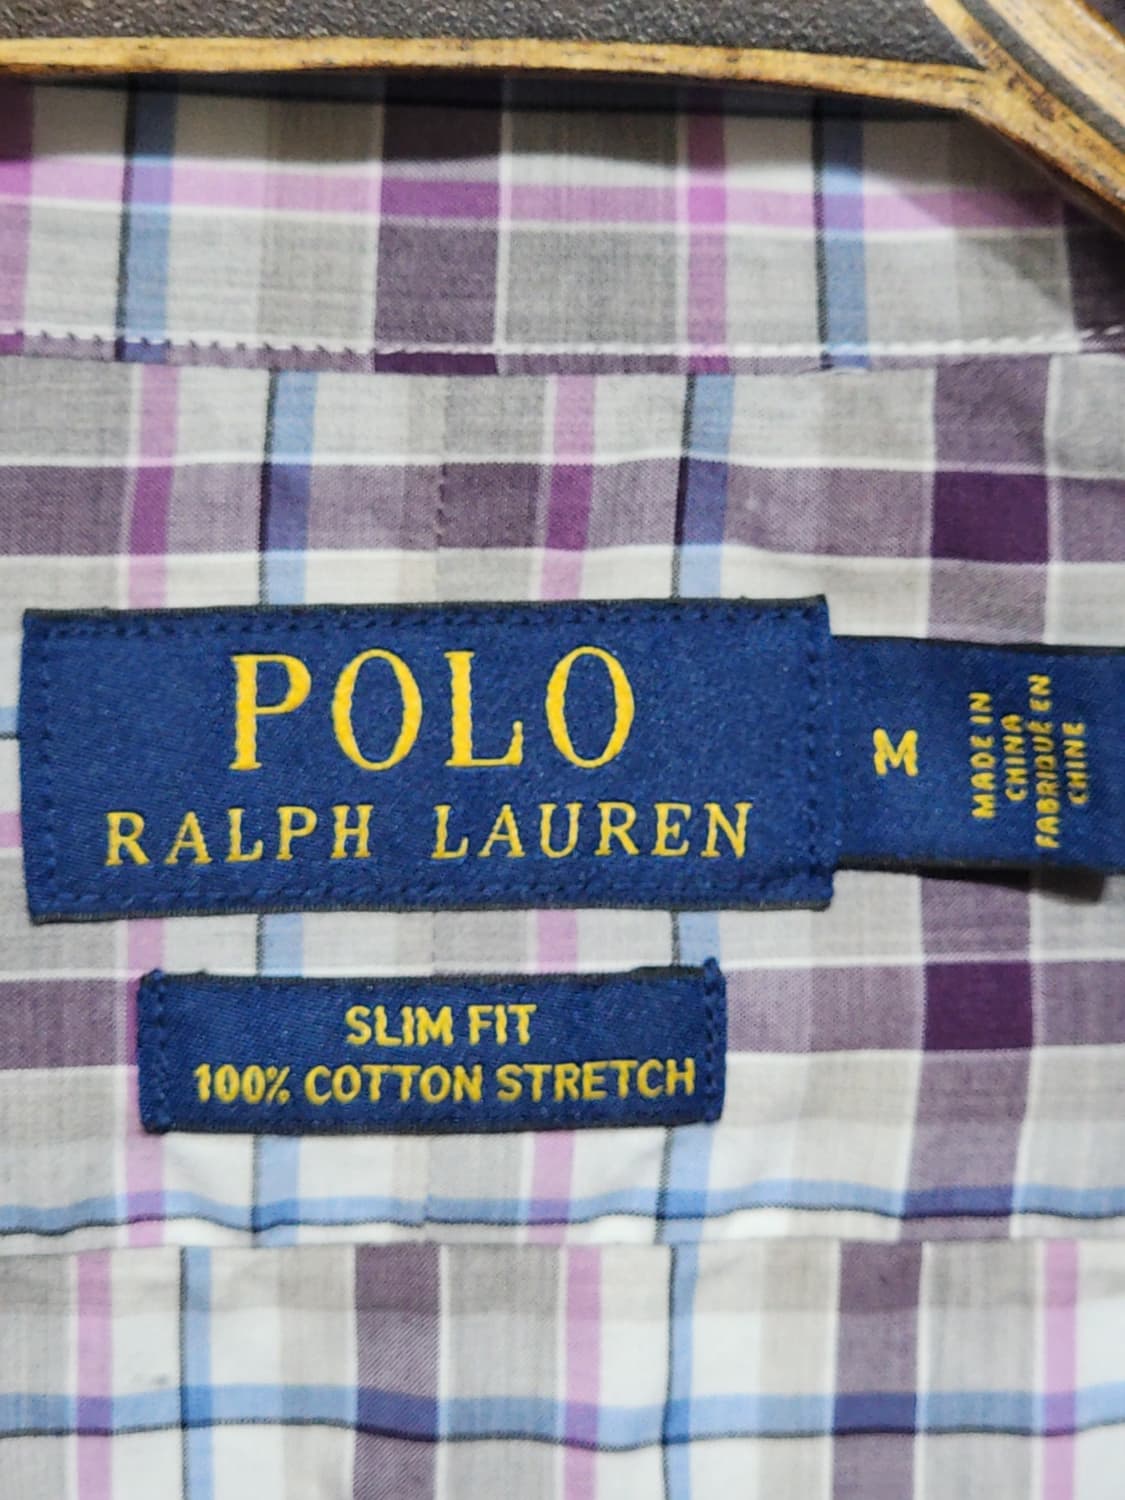 POLO
RALPH LAUREN
M
MADE IN
CHINA
FABRIQUÉ EN
CHINE
SLIM FIT
100% COTTON STRETCH